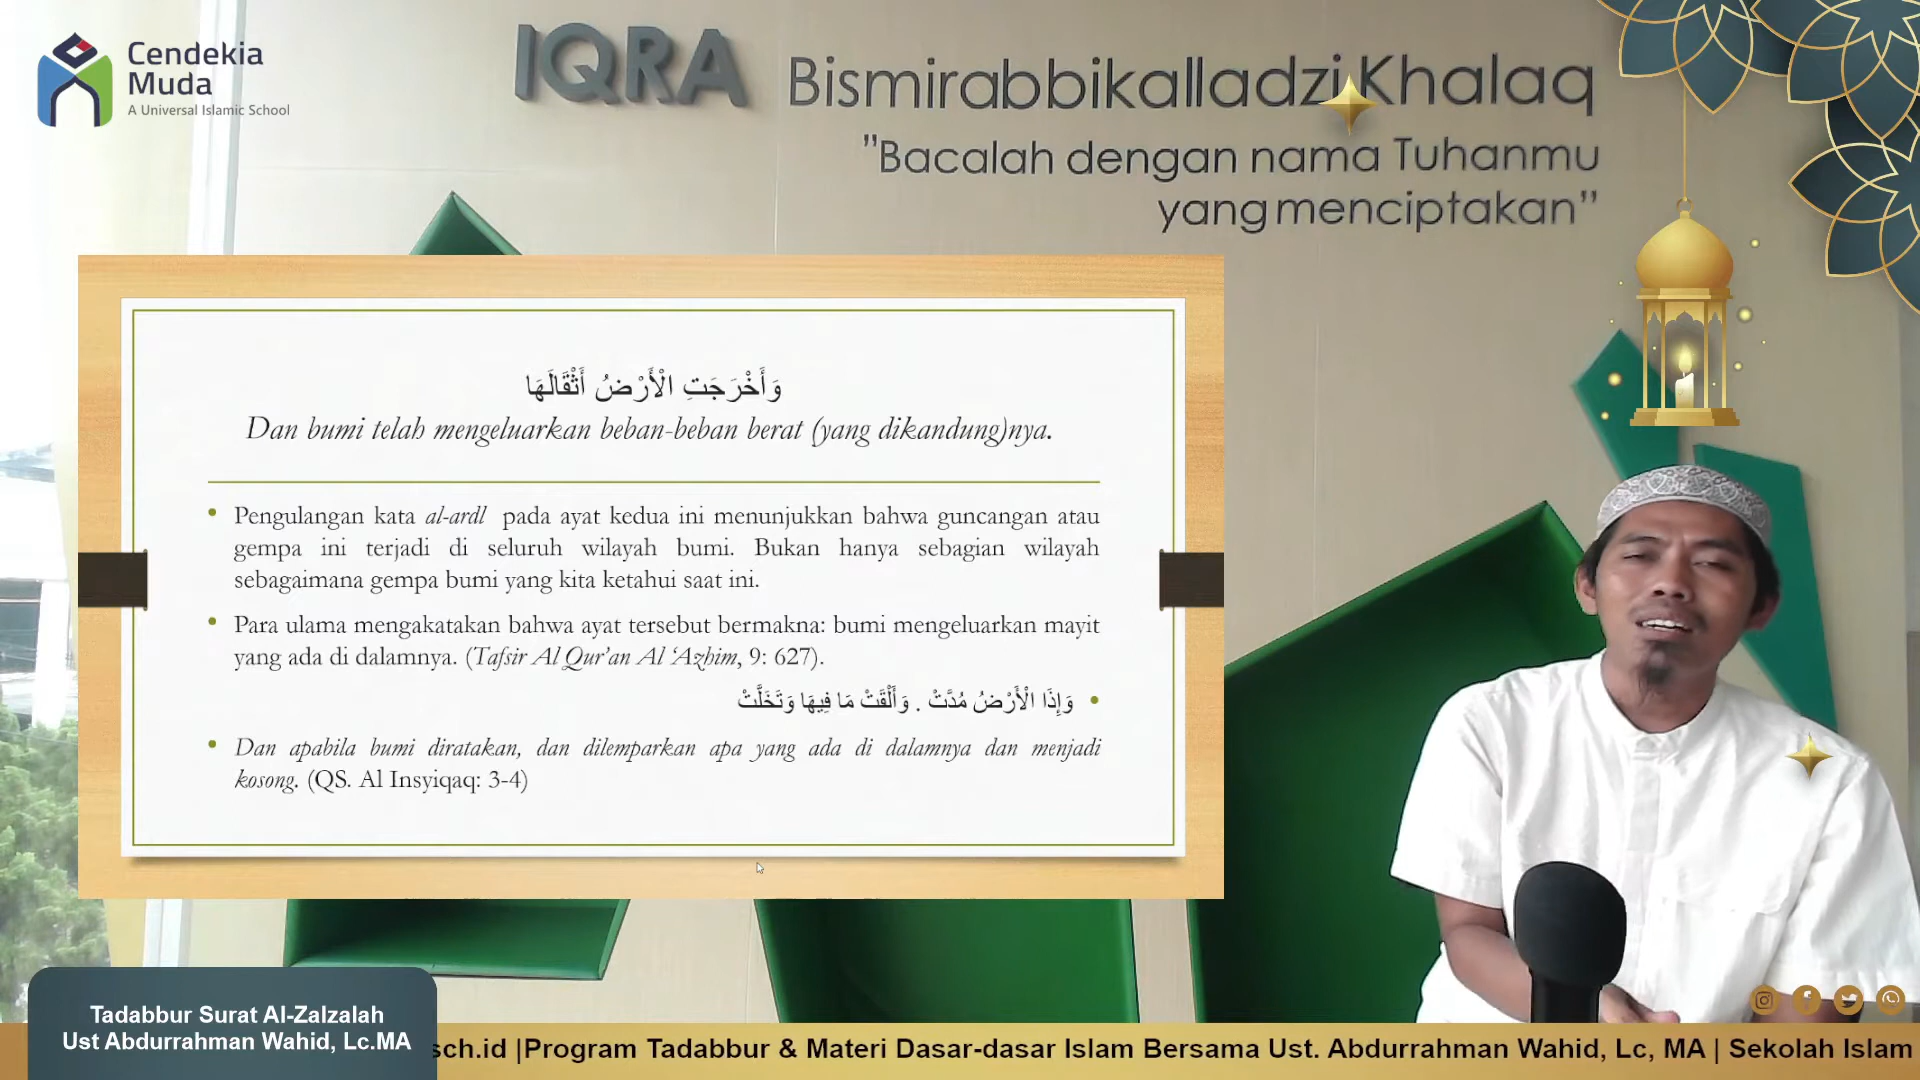 Cendekia
Muda
A Universal Islamic School
IQRA
Bismirabbikalladzi Khalaq
"Bacalah dengan nama Tuhanmu
yang menciptakan"
وَأَخْرَجَتِ الْأَرْضُ أَثْقَالَهَا
Dan bumi telah mengeluarkan beban-beban berat (yang dikandung)nya.
• Pengulangan kata al-ardl pada ayat kedua ini menunjukkan bahwa guncangan atau
gempa ini terjadi di seluruh wilayah bumi. Bukan hanya sebagian wilayah
sebagaimana gempa bumi yang kita ketahui saat ini.
• Para ulama mengakatakan bahwa ayat tersebut bermakna: bumi mengeluarkan mayit
yang ada di dalamnya. (Tafsir Al Qur'an Al 'Azhim, 9: 627).
• وَإِذَا الْأَرْضُ مُدَّتْ . وَأَلْقَتْ مَا فِيهَا وَتَخَلَّتْ
• Dan apabila bumi diratakan, dan dilemparkan apa yang ada di dalamnya dan menjadi
kosong. (QS. Al Insyiqaq: 3-4)
Tadabbur Surat Al-Zalzalah
Ust Abdurrahman Wahid, Lc.MA
sch.id |Program Tadabbur & Materi Dasar-dasar Islam Bersama Ust. Abdurrahman Wahid, Lc, MA | Sekolah Islam